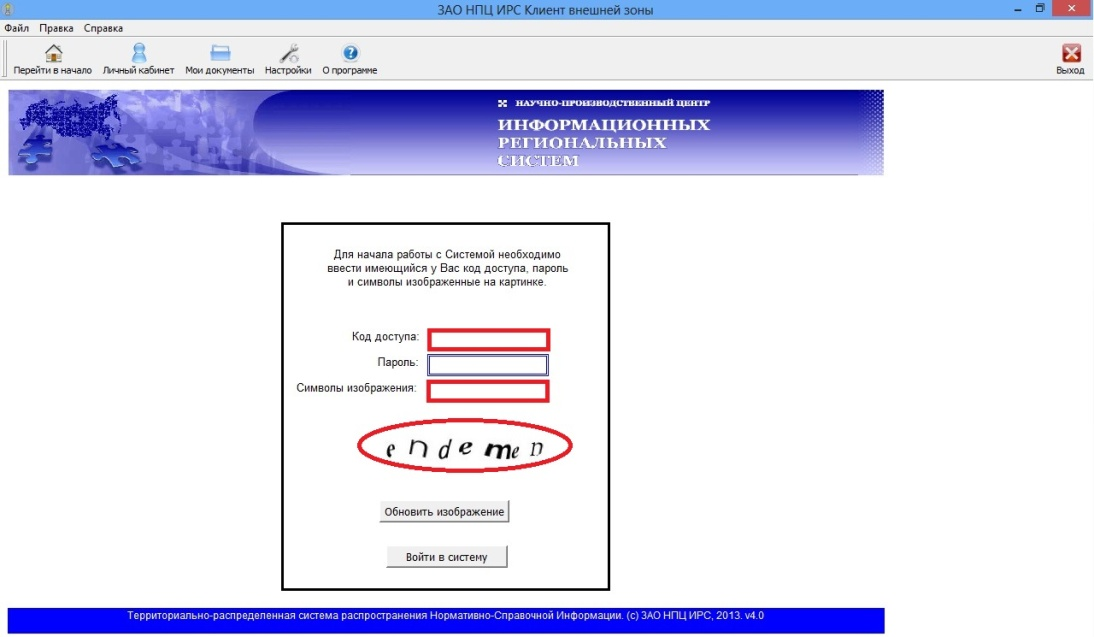 ЗАО НПЦ ИРС Клиент внешней зоны
Файл Правка Справка
Перейти в начало Личный кабинет Мои документы Настройки О программе Выход
НАУЧНО-ПРОИЗВОДСТВЕННЫЙ ЦЕНТР
ИНФОРМАЦИОННЫХ
РЕГИОНАЛЬНЫХ
СИСТЕМ
Для начала работы с Системой необходимо
ввести имеющийся у Вас код доступа, пароль
и символы изображенные на картинке.
Код доступа:
Пароль:
Символы изображения:
endemen
Обновить изображение
Войти в систему
Территориально-распределенная система распространения Нормативно-Справочной Информации. (с) ЗАО НПЦ ИРС, 2013. v4.0